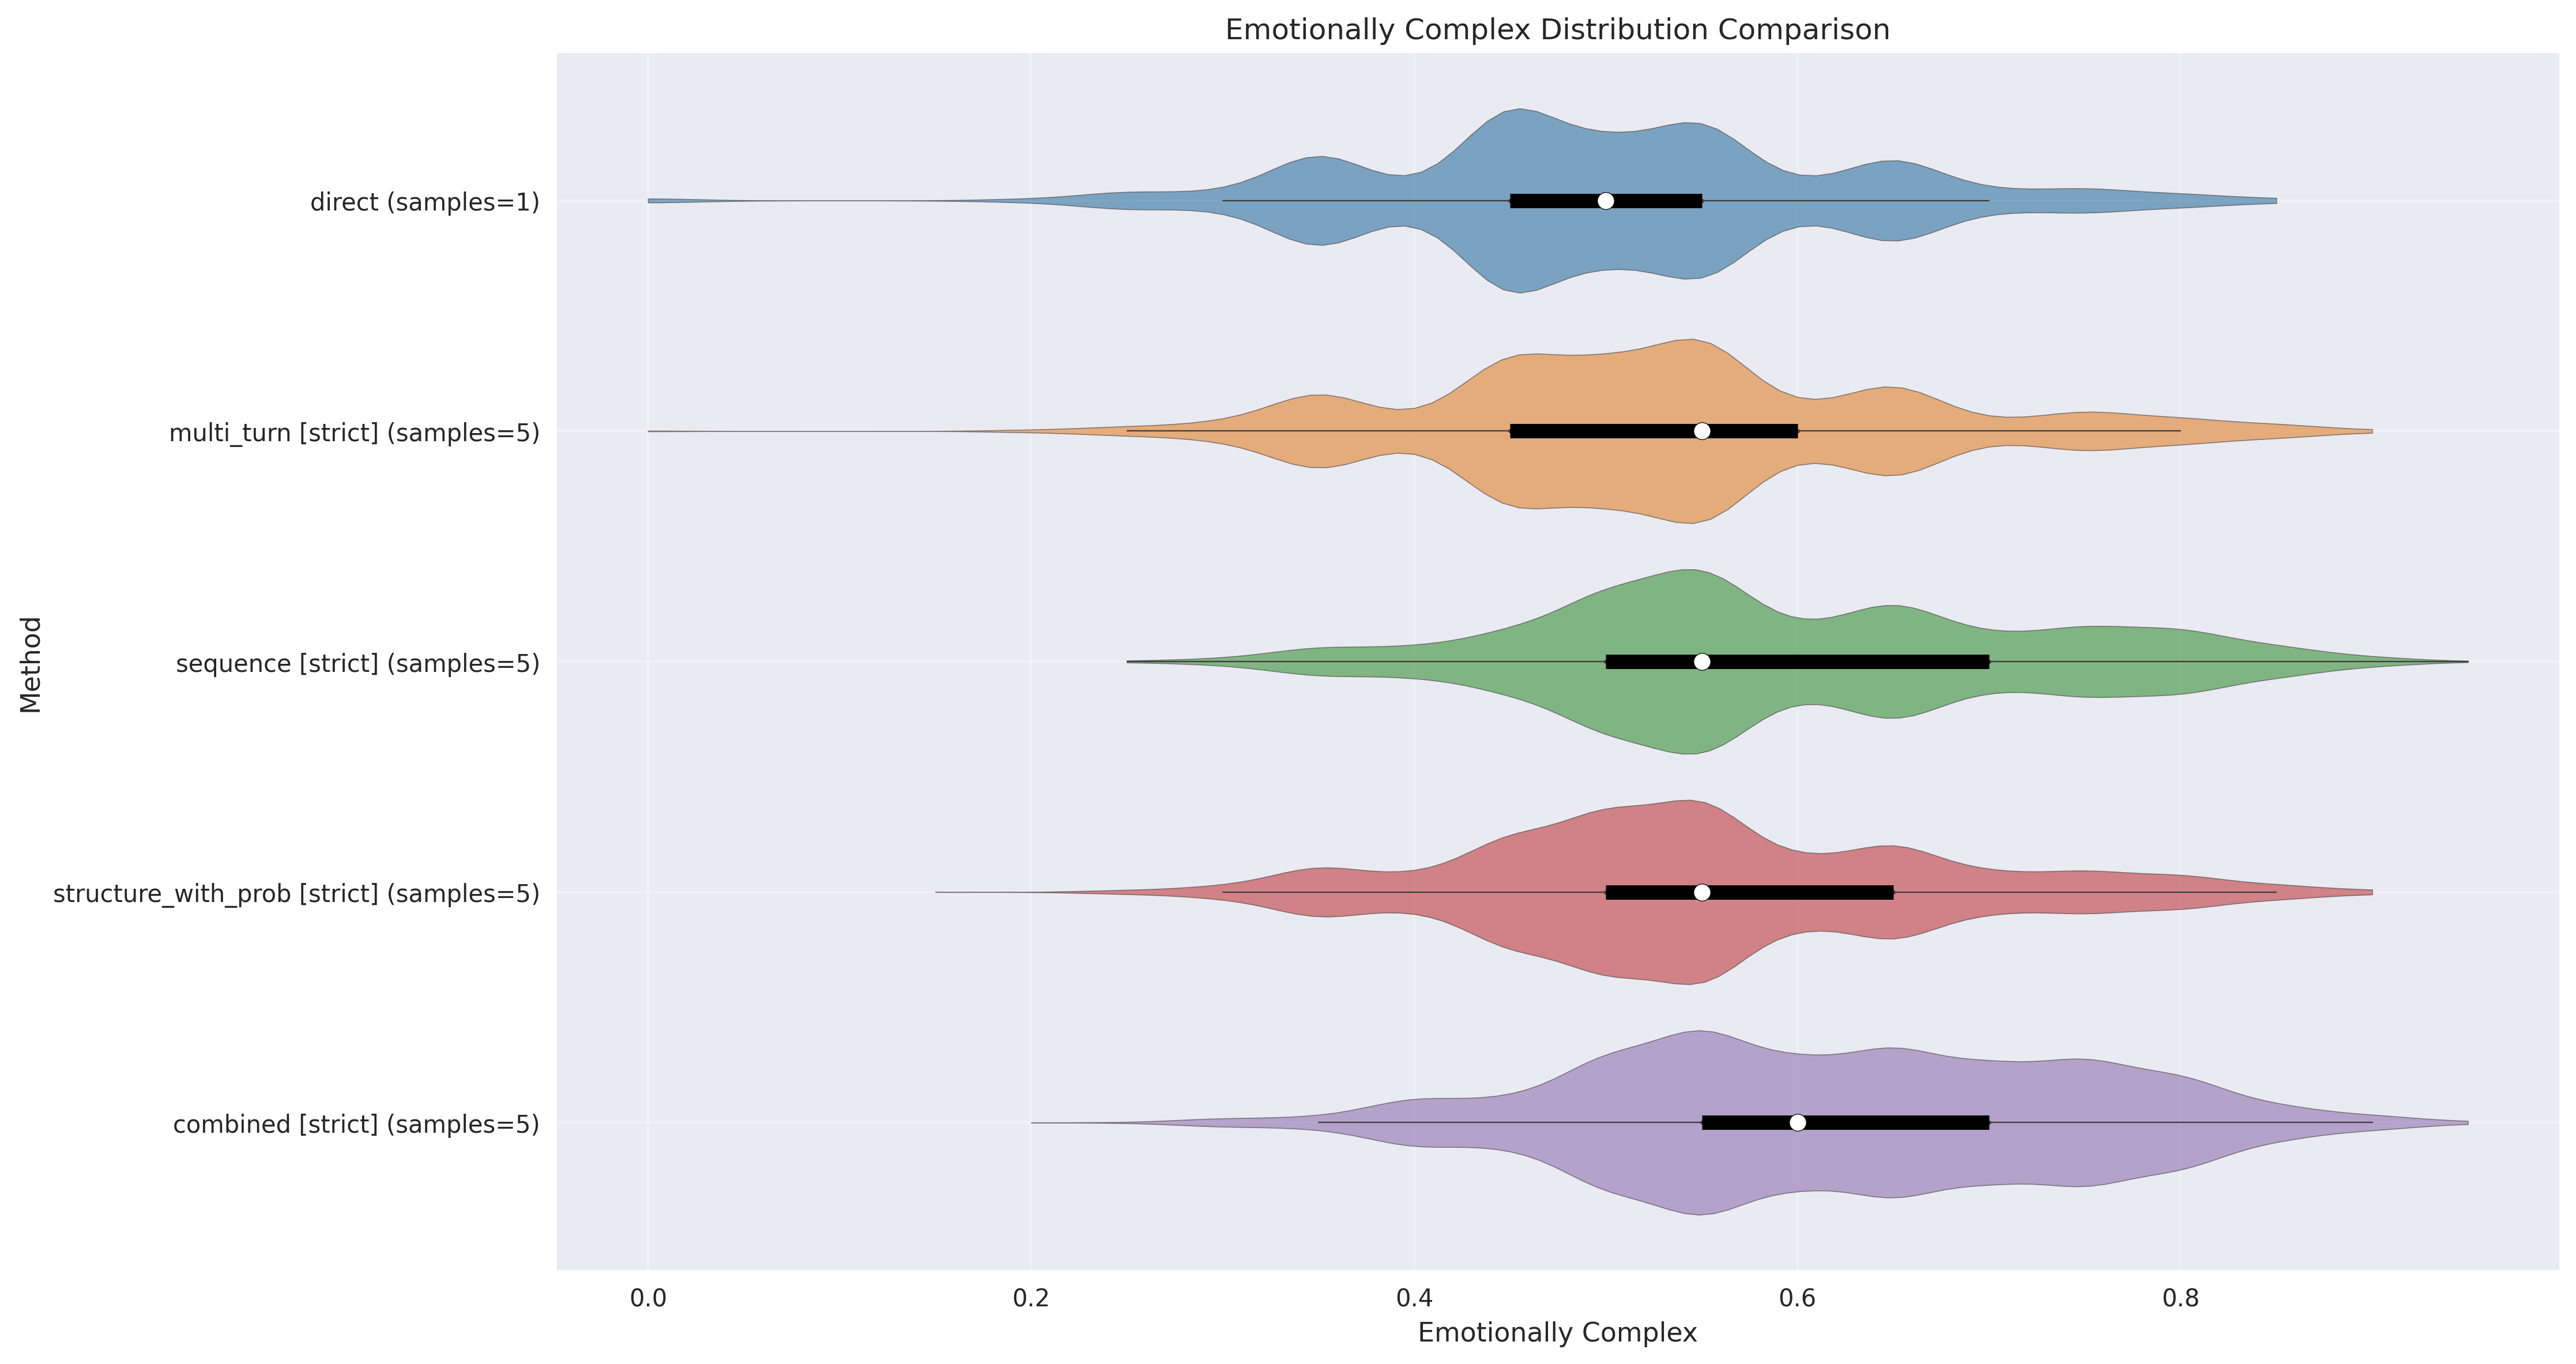 Emotionally Complex Distribution Comparison
Method
direct (samples=1)
multi_turn [strict] (samples=5)
sequence [strict] (samples=5)
structure_with_prob [strict] (samples=5)
combined [strict] (samples=5)
0.0 0.2 0.4 0.6 0.8
Emotionally Complex